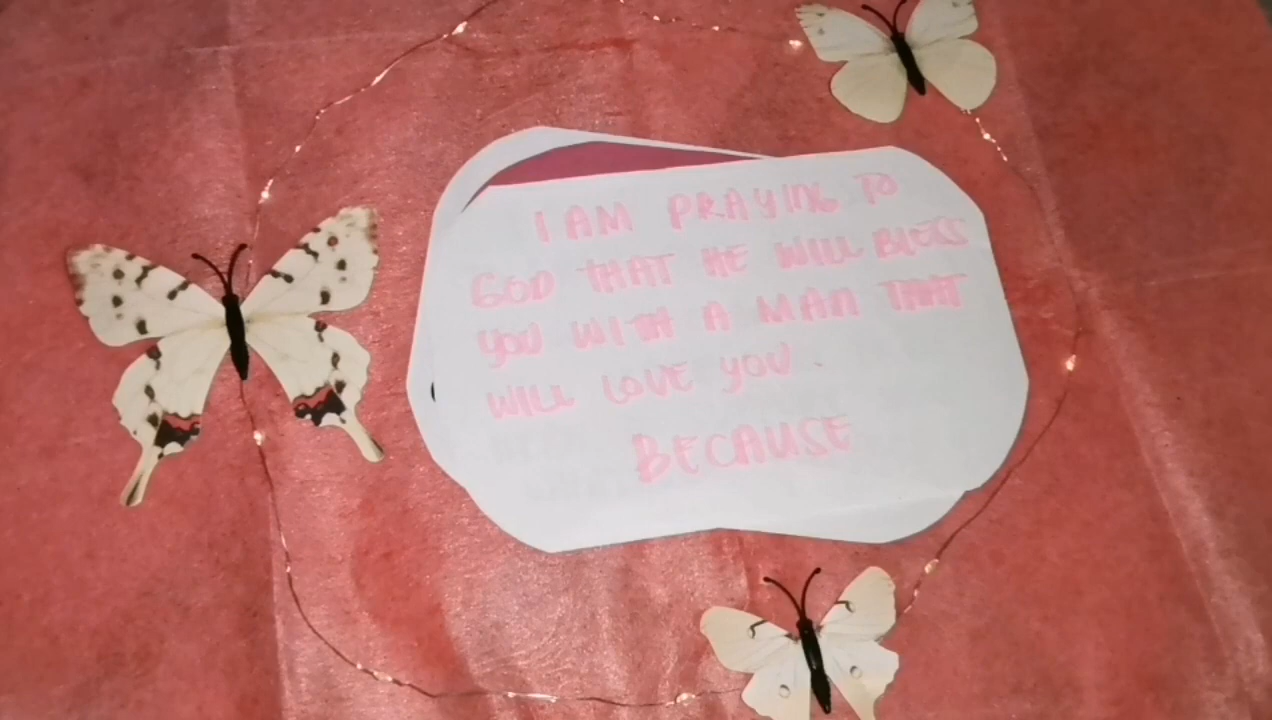 I AM PRAYING TO
GOD THAT HE WILL BLESS
YOU WITH A MAN THAT
WILL LOVE YOU.
BECAUSE